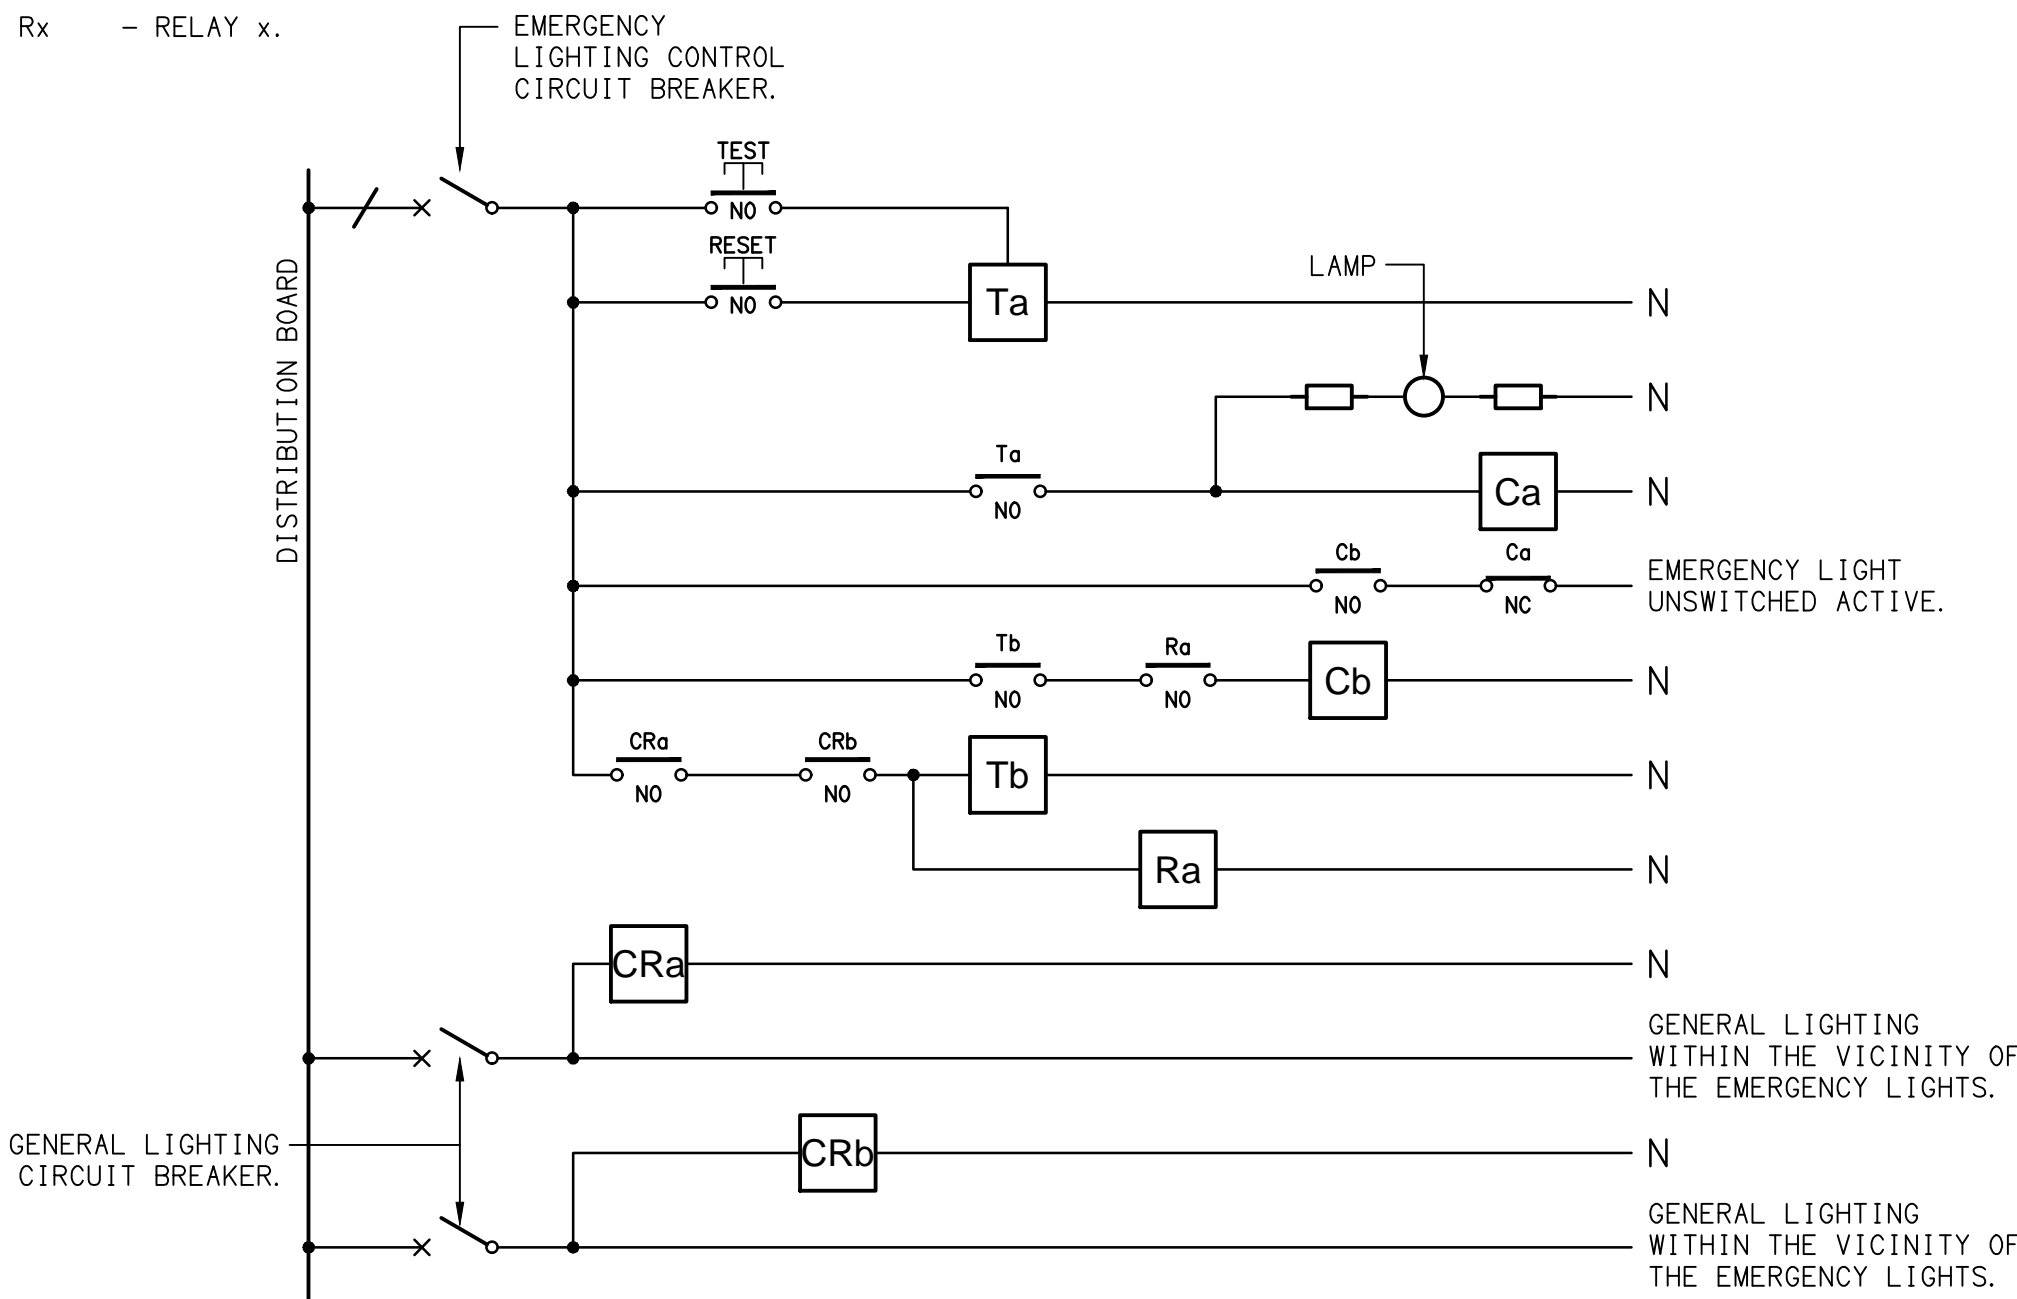 Rx - RELAY x.
EMERGENCY
LIGHTING CONTROL
CIRCUIT BREAKER.
TEST
NO
RESET
NO
Ta
N
LAMP
N
DISTRIBUTION BOARD
Ta
NO
Ca
N
Cb
NO
Ca
NC
EMERGENCY LIGHT
UNSWITCHED ACTIVE.
Tb
NO
Ra
NO
Cb
N
CRa
NO
CRb
NO
Tb
N
Ra
N
CRa
N
GENERAL LIGHTING
WITHIN THE VICINITY OF
THE EMERGENCY LIGHTS.
GENERAL LIGHTING
CIRCUIT BREAKER.
CRb
N
GENERAL LIGHTING
WITHIN THE VICINITY OF
THE EMERGENCY LIGHTS.